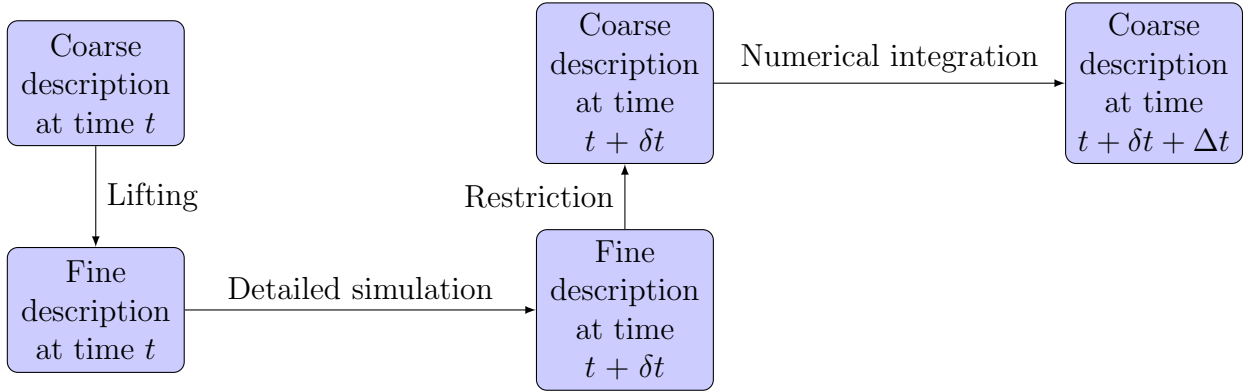 Coarse
description
at time t
Lifting
Fine
description
at time t
Detailed simulation
Fine
description
at time
t + δt
Restriction
Coarse
description
at time
t + δt
Numerical integration
Coarse
description
at time
t + δt + Δt